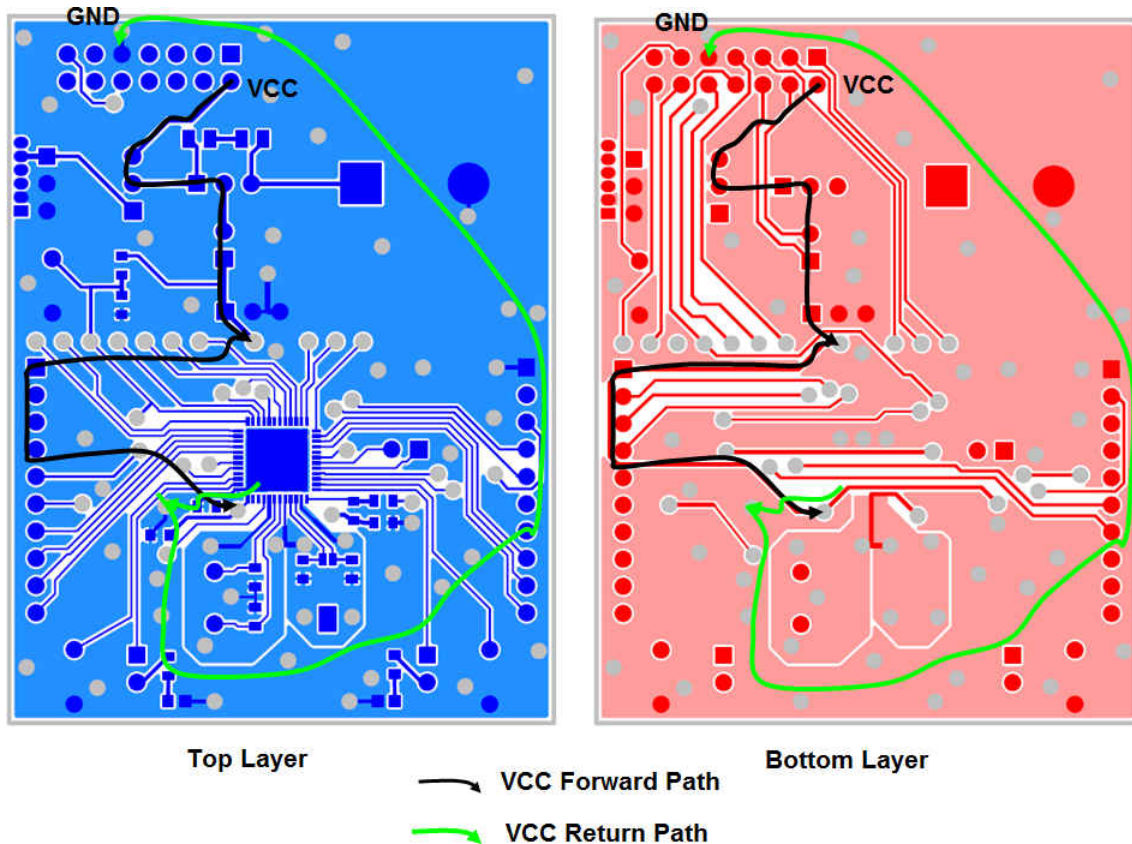 GND
VCC
GND
VCC
Top Layer
Bottom Layer
VCC Forward Path
VCC Return Path